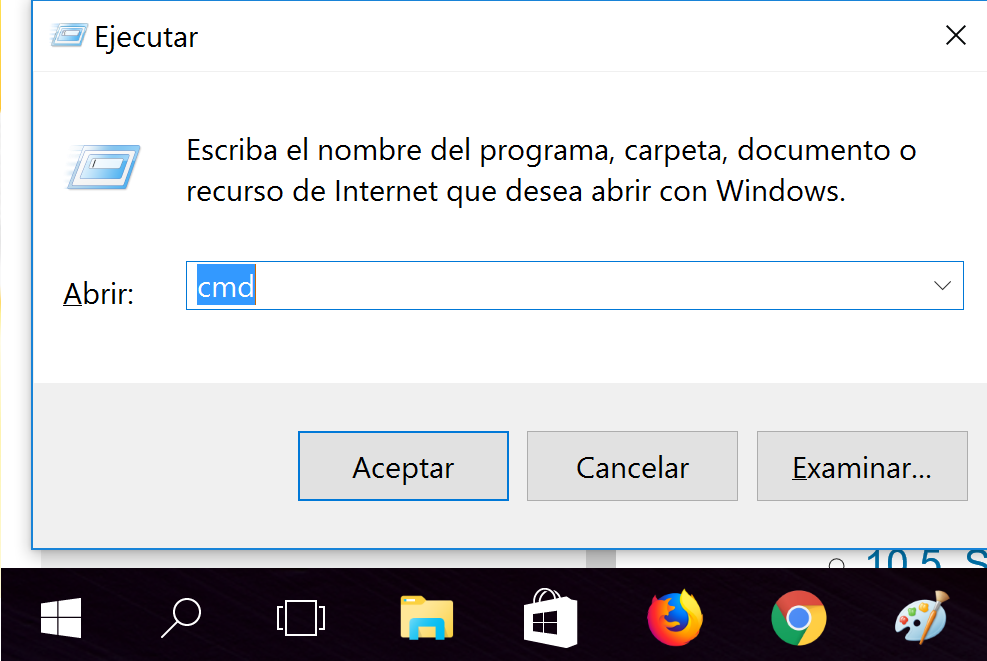 Ejecutar
Escriba el nombre del programa, carpeta, documento o
recurso de Internet que desea abrir con Windows.
Abrir:
cmd
Aceptar
Cancelar
Examinar...
10.5